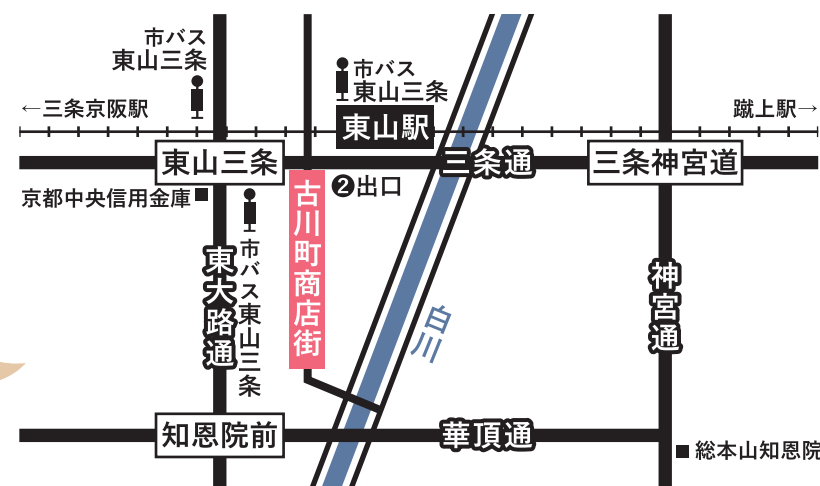 市バス
東山三条
市バス
東山三条
←三条京阪駅
蹴上駅→
東山駅
東山三条
三条通
三条神宮道
京都中央信用金庫
❷出口
古川町商店街
市バス東山三条
東大路通
神宮通
白川
知恩院前
華頂通
総本山知恩院